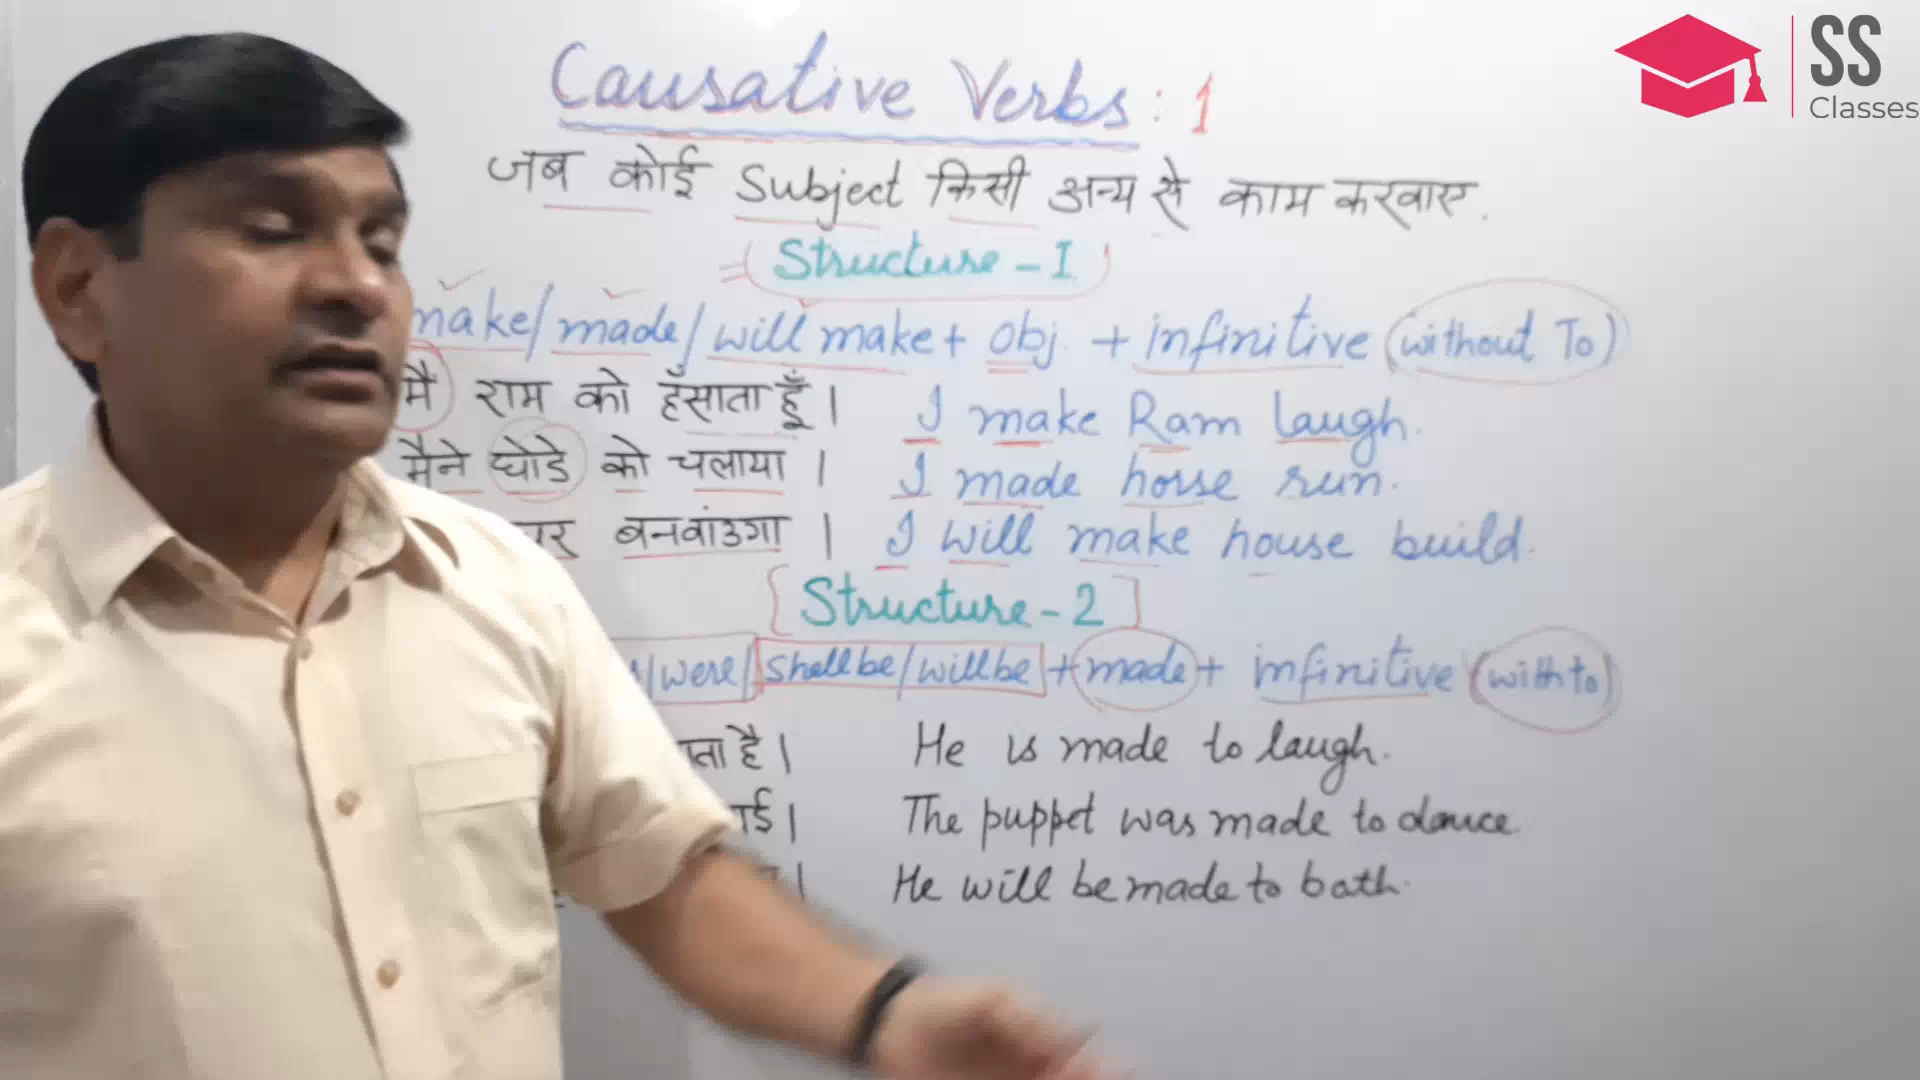 Causative Verbs : 1
SS
Classes
जब कोई Subject किसी अन्य से काम करवाए.
Structure - I
make/made/will make + obj. + infinitive (without To)
मै राम को हँसाता हूँ। I make Ram laugh.
मैने घोडे को चलाया । I made horse run.
बनवांउगा । I will make house build.
Structure - 2
/were/shall be/will be + made + infinitive (with to)
है। He is made to laugh.
। The puppet was made to dance.
। He will be made to bath.